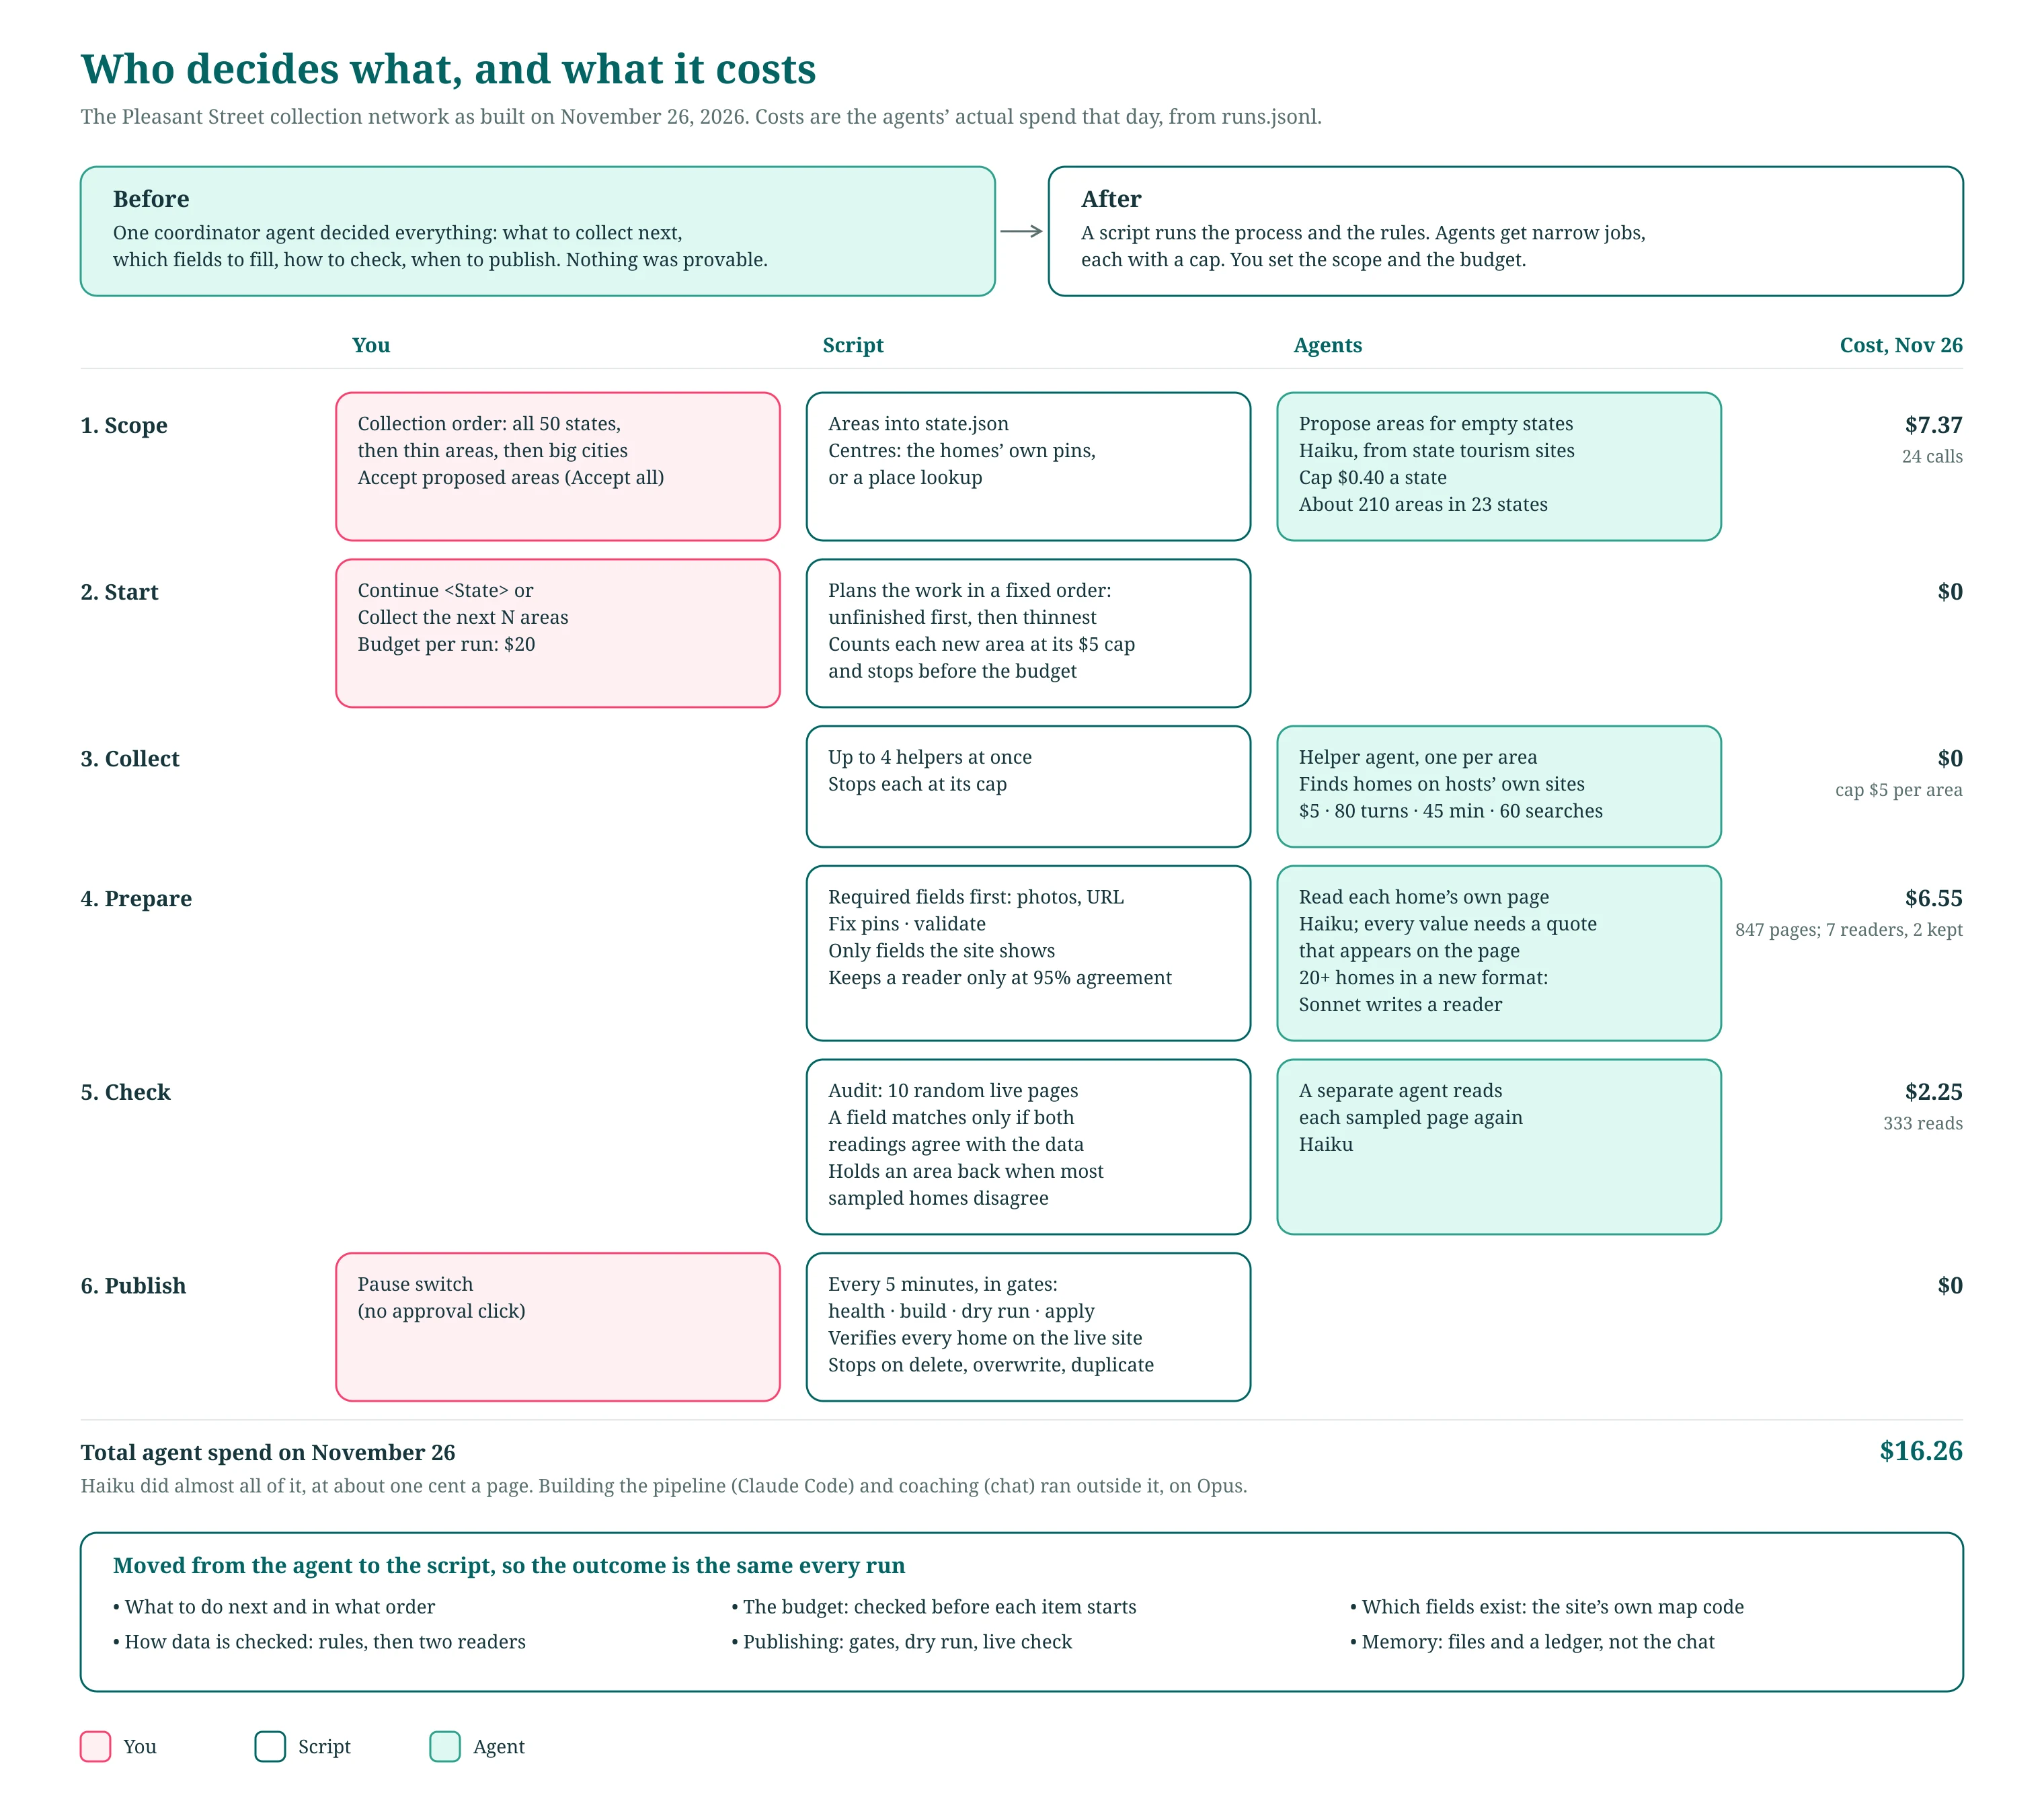 Who decides what, and what it costs
The Pleasant Street collection network as built on November 26, 2026. Costs are the agents’ actual spend that day, from runs.jsonl.
Before
One coordinator agent decided everything: what to collect next,
which fields to fill, how to check, when to publish. Nothing was provable.
After
A script runs the process and the rules. Agents get narrow jobs,
each with a cap. You set the scope and the budget.
You
Script
Agents
Cost, Nov 26
1. Scope
Collection order: all 50 states,
then thin areas, then big cities
Accept proposed areas (Accept all)
Areas into state.json
Centres: the homes’ own pins,
or a place lookup
Propose areas for empty states
Haiku, from state tourism sites
Cap $0.40 a state
About 210 areas in 23 states
$7.37
24 calls
2. Start
Continue <State> or
Collect the next N areas
Budget per run: $20
Plans the work in a fixed order:
unfinished first, then thinnest
Counts each new area at its $5 cap
and stops before the budget
$0
3. Collect
Up to 4 helpers at once
Stops each at its cap
Helper agent, one per area
Finds homes on hosts’ own sites
$5 · 80 turns · 45 min · 60 searches
$0
cap $5 per area
4. Prepare
Required fields first: photos, URL
Fix pins · validate
Only fields the site shows
Keeps a reader only at 95% agreement
Read each home’s own page
Haiku; every value needs a quote
that appears on the page
20+ homes in a new format:
Sonnet writes a reader
$6.55
847 pages; 7 readers, 2 kept
5. Check
Audit: 10 random live pages
A field matches only if both
readings agree with the data
Holds an area back when most
sampled homes disagree
A separate agent reads
each sampled page again
Haiku
$2.25
333 reads
6. Publish
Pause switch
(no approval click)
Every 5 minutes, in gates:
health · build · dry run · apply
Verifies every home on the live site
Stops on delete, overwrite, duplicate
$0
Total agent spend on November 26
$16.26
Haiku did almost all of it, at about one cent a page. Building the pipeline (Claude Code) and coaching (chat) ran outside it, on Opus.
Moved from the agent to the script, so the outcome is the same every run
• What to do next and in what order
• The budget: checked before each item starts
• Which fields exist: the site’s own map code
• How data is checked: rules, then two readers
• Publishing: gates, dry run, live check
• Memory: files and a ledger, not the chat
You
Script
Agent